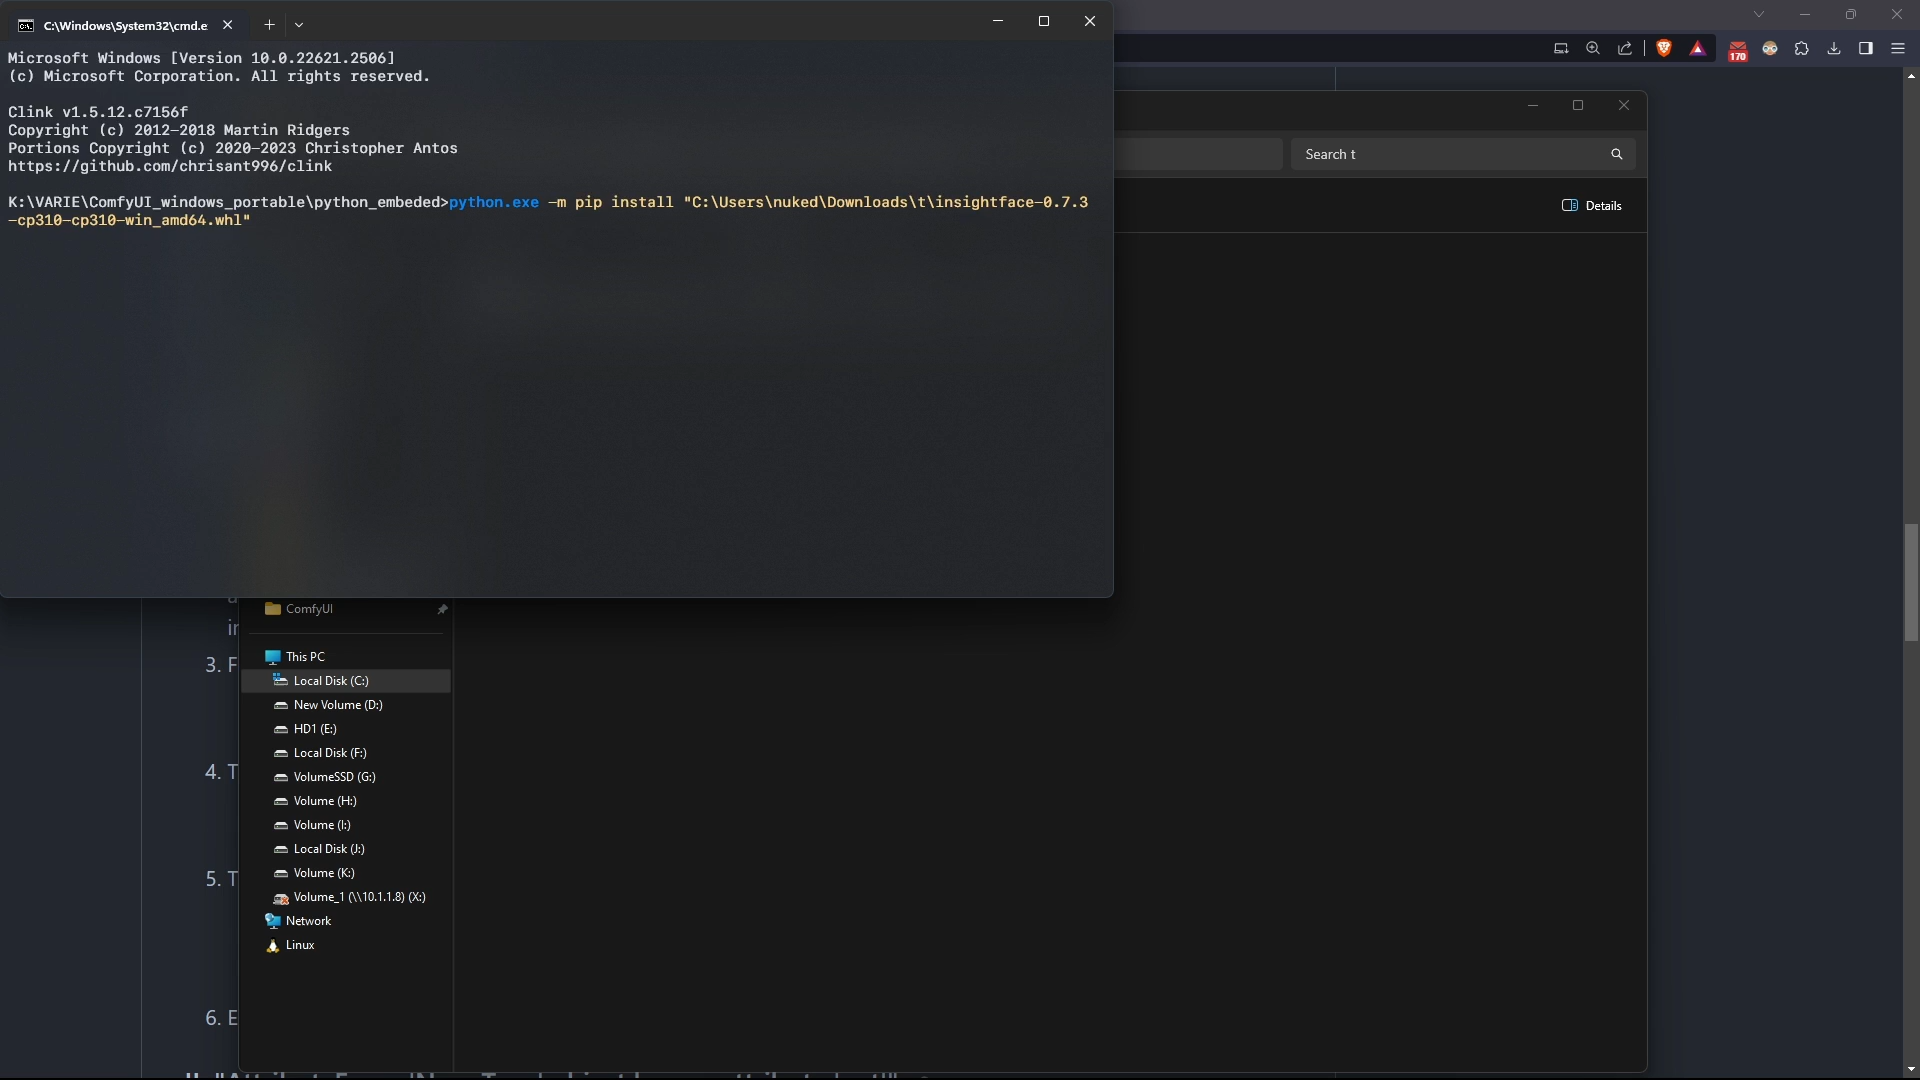 C:\Windows\System32\cmd.e
Microsoft Windows [Version 10.0.22621.2506]
(c) Microsoft Corporation. All rights reserved.
Clink v1.5.12.c7156f
Copyright (c) 2012-2018 Martin Ridgers
Portions Copyright (c) 2020-2023 Christopher Antos
https://github.com/chrisant996/clink
K:\VARIE\ComfyUI_windows_portable\python_embeded>python.exe -m pip install "C:\Users\nuked\Downloads\t\insightface-0.7.3
-cp310-cp310-win_amd64.whl"
170
Search t
Details
ComfyUI
This PC
Local Disk (C:)
New Volume (D:)
HD1 (E:)
Local Disk (F:)
VolumeSSD (G:)
Volume (H:)
Volume (I:)
Local Disk (J:)
Volume (K:)
Volume_1 (\\10.1.1.8) (X:)
Network
Linux
3. F
4. T
5. T
6. E